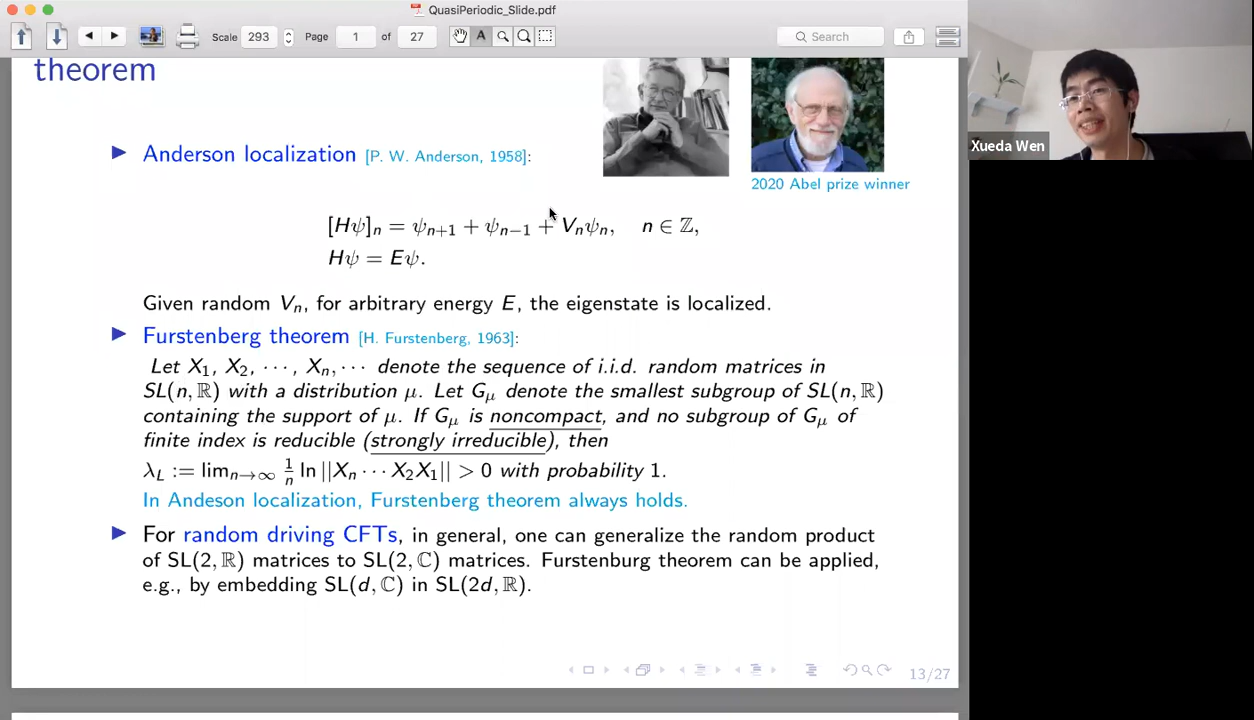 QuasiPeriodic_Slide.pdf
Scale 293 Page 1 of 27 A Search
theorem
Xueda Wen
▶ Anderson localization [P. W. Anderson, 1958]:
2020 Abel prize winner
[Hψ]ₙ = ψₙ₊₁ + ψₙ₋₁ + Vₙψₙ, n ∈ ℤ,
Hψ = Eψ.
Given random Vₙ, for arbitrary energy E, the eigenstate is localized.
▶ Furstenberg theorem [H. Furstenberg, 1963]:
Let X₁, X₂, ···, Xₙ, ··· denote the sequence of i.i.d. random matrices in
SL(n, ℝ) with a distribution μ. Let G_μ denote the smallest subgroup of SL(n, ℝ)
containing the support of μ. If G_μ is noncompact, and no subgroup of G_μ of
finite index is reducible (strongly irreducible), then
λ_L := limₙ→∞ 1/n ln ||Xₙ ··· X₂X₁|| > 0 with probability 1.
In Andeson localization, Furstenberg theorem always holds.
▶ For random driving CFTs, in general, one can generalize the random product
of SL(2, ℝ) matrices to SL(2, ℂ) matrices. Furstenburg theorem can be applied,
e.g., by embedding SL(d, ℂ) in SL(2d, ℝ).
13/27